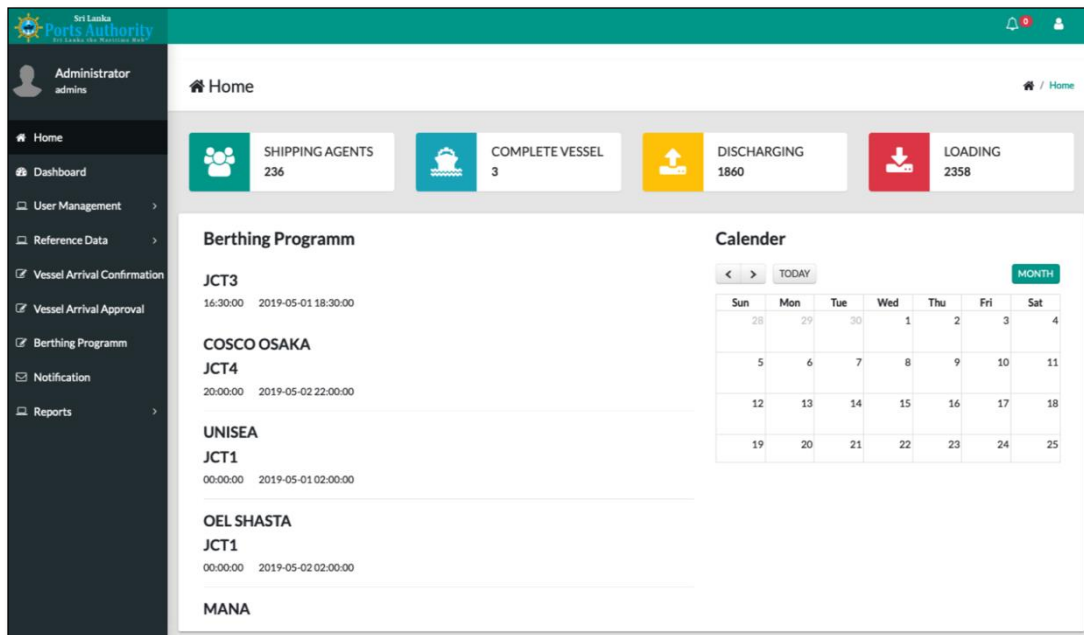 Sri Lanka
Ports Authority
Sri Lanka the Maritime Hub
0
Administrator
admins
Home
Dashboard
User Management
Reference Data
Vessel Arrival Confirmation
Vessel Arrival Approval
Berthing Programm
Notification
Reports
Home
/ Home
SHIPPING AGENTS
236
COMPLETE VESSEL
3
DISCHARGING
1860
LOADING
2358
Berthing Programm
JCT3
16:30:00 2019-05-01 18:30:00
COSCO OSAKA
JCT4
20:00:00 2019-05-02 22:00:00
UNISEA
JCT1
00:00:00 2019-05-01 02:00:00
OEL SHASTA
JCT1
00:00:00 2019-05-02 02:00:00
MANA
Calender
< > TODAY MONTH
Sun Mon Tue Wed Thu Fri Sat
28 29 30 1 2 3 4
5 6 7 8 9 10 11
12 13 14 15 16 17 18
19 20 21 22 23 24 25